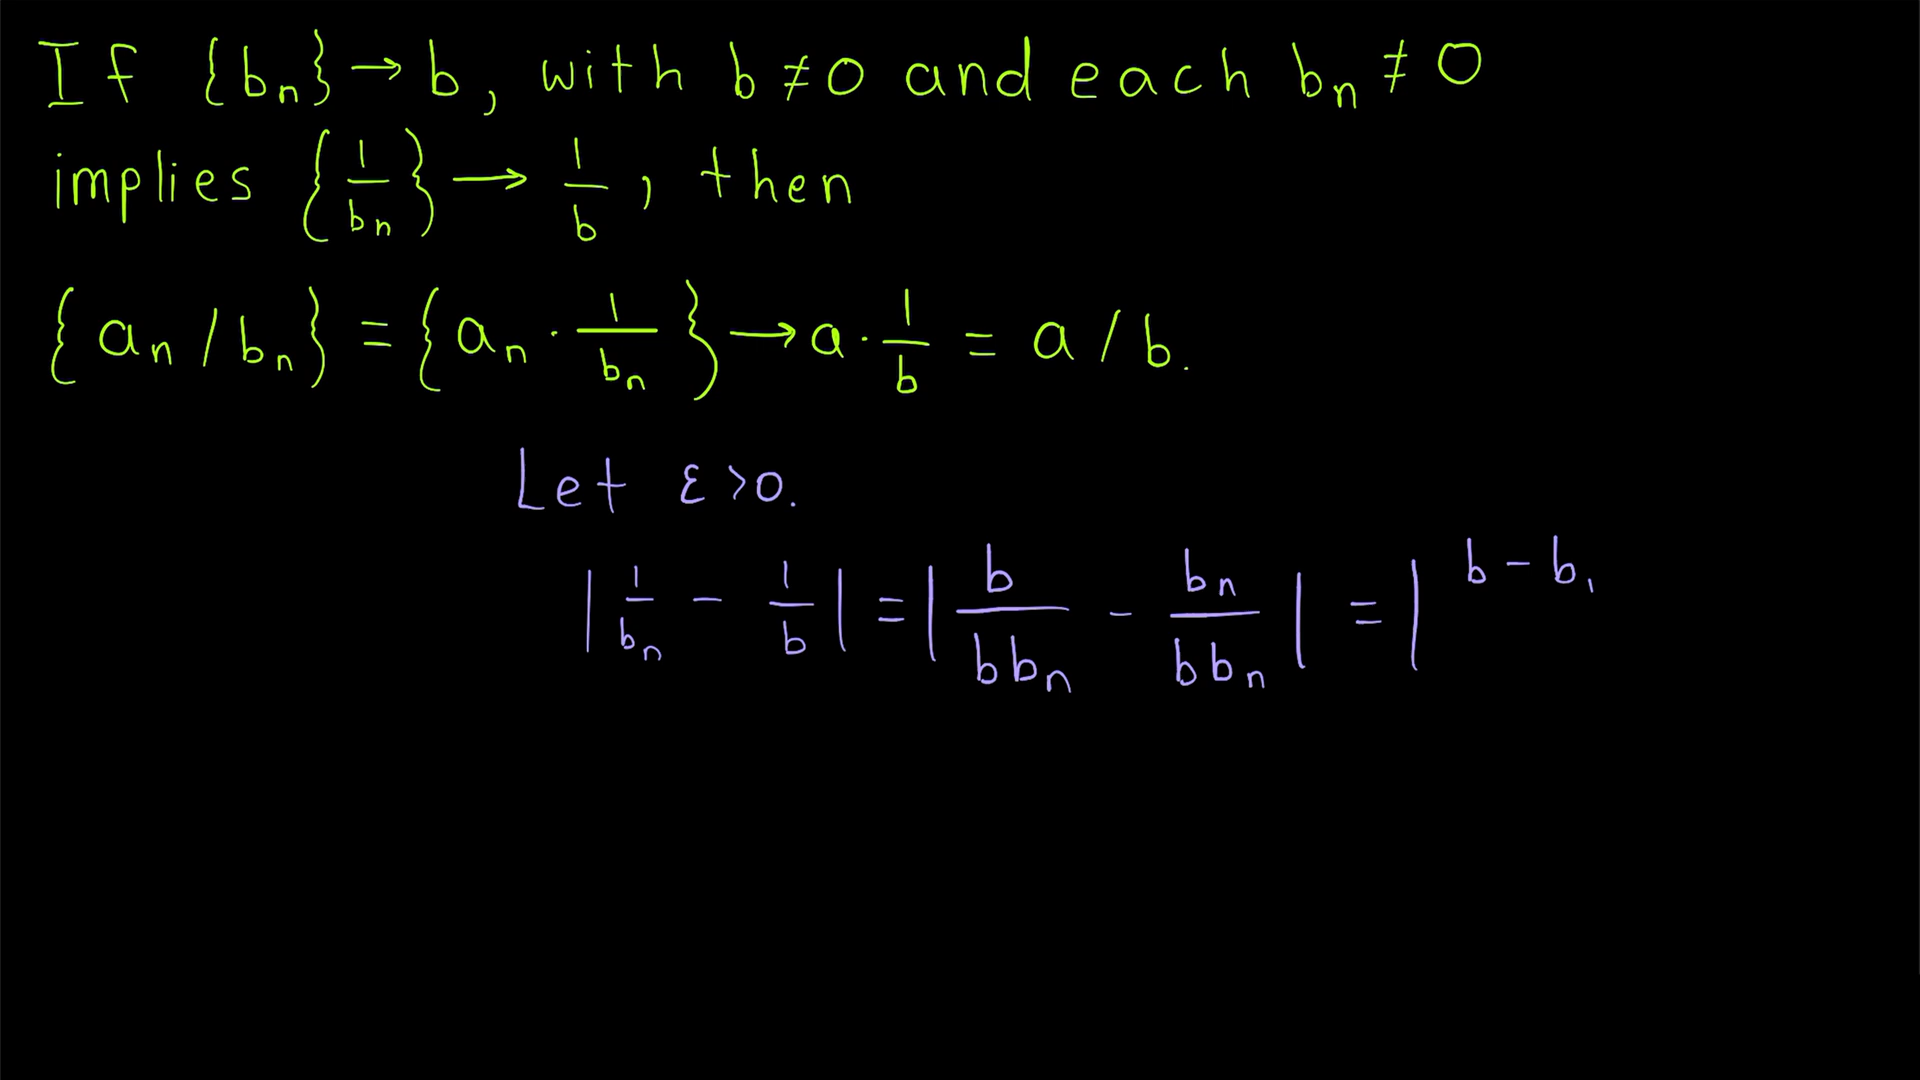 If {bₙ} → b, with b ≠ 0 and each bₙ ≠ 0
implies {1/bₙ} → 1/b, then
{aₙ / bₙ} = {aₙ · 1/bₙ} → a · 1/b = a / b.
Let ε > 0.
|1/bₙ − 1/b| = |b/bbₙ − bₙ/bbₙ| = |b − b